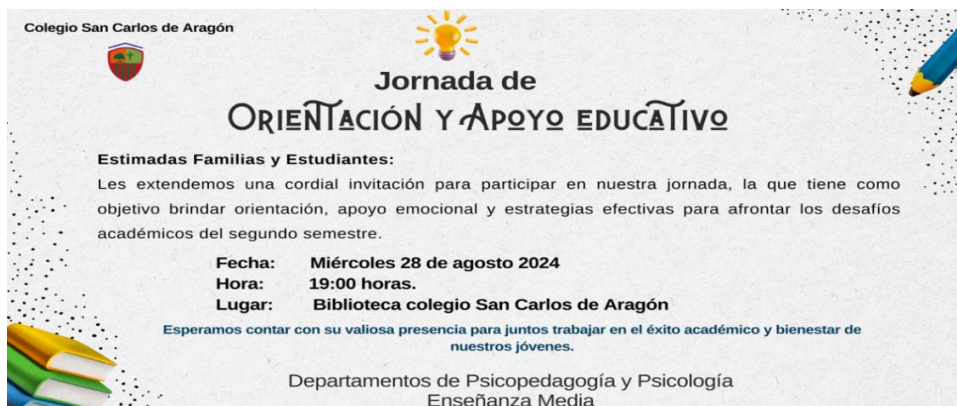 Colegio San Carlos de Aragón
Jornada de
ORIENTACIÓN Y APOYO EDUCATIVO
Estimadas Familias y Estudiantes:
Les extendemos una cordial invitación para participar en nuestra jornada, la que tiene como
objetivo brindar orientación, apoyo emocional y estrategias efectivas para afrontar los desafíos
académicos del segundo semestre.
Fecha: Miércoles 28 de agosto 2024
Hora: 19:00 horas.
Lugar: Biblioteca colegio San Carlos de Aragón
Esperamos contar con su valiosa presencia para juntos trabajar en el éxito académico y bienestar de
nuestros jóvenes.
Departamentos de Psicopedagogía y Psicología
Enseñanza Media